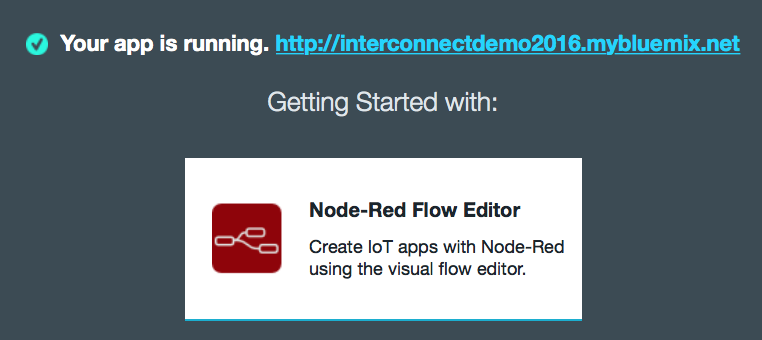 Your app is running. http://interconnectdemo2016.mybluemix.net
Getting Started with:
Node-Red Flow Editor
Create IoT apps with Node-Red
using the visual flow editor.